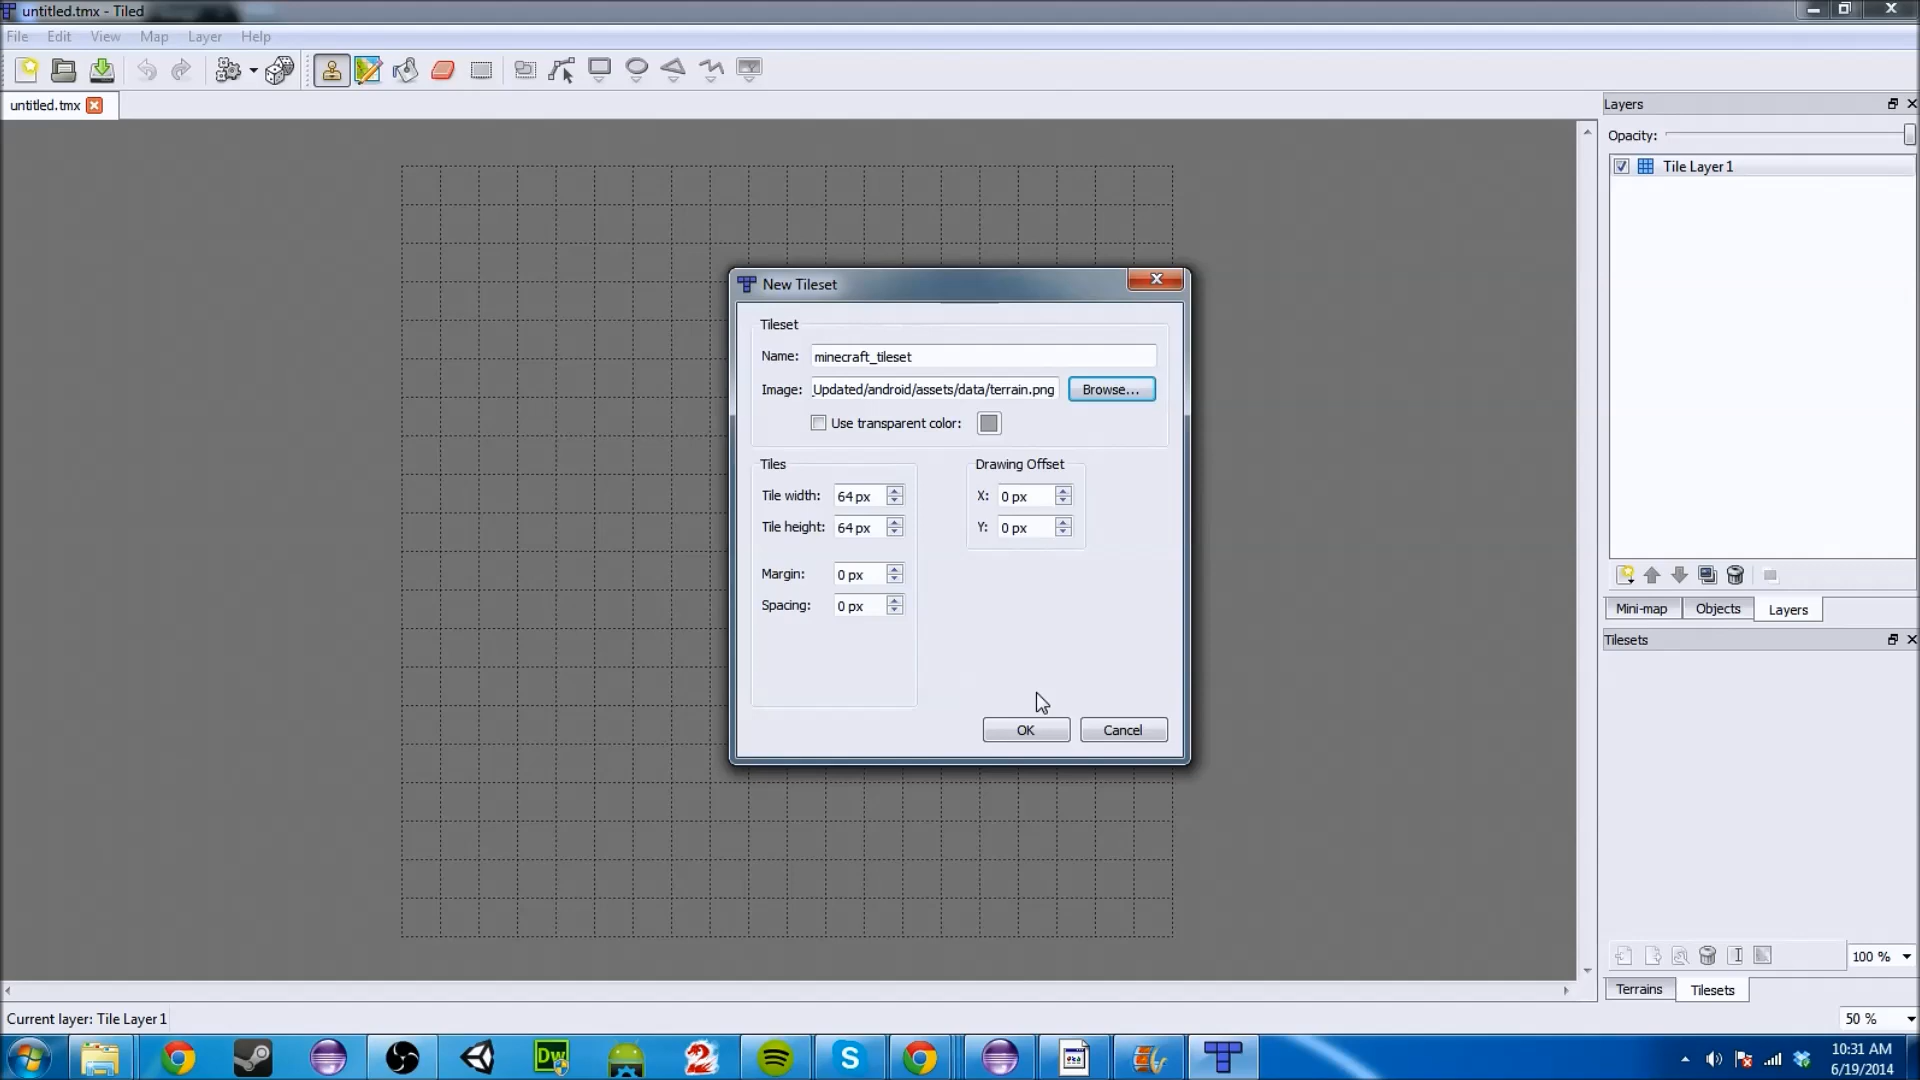 untitled.tmx - Tiled
File Edit View Map Layer Help
untitled.tmx
Layers
Opacity:
Tile Layer 1
New Tileset
Tileset
Name: minecraft_tileset
Image: _Updated/android/assets/data/terrain.png Browse...
Use transparent color:
Tiles
Drawing Offset
Tile width: 64 px
X: 0 px
Tile height: 64 px
Y: 0 px
Margin: 0 px
Spacing: 0 px
OK Cancel
Mini-map Objects Layers
Tilesets
100 %
Terrains Tilesets
Current layer: Tile Layer 1
50 %
Dw
10:31 AM
6/19/2014